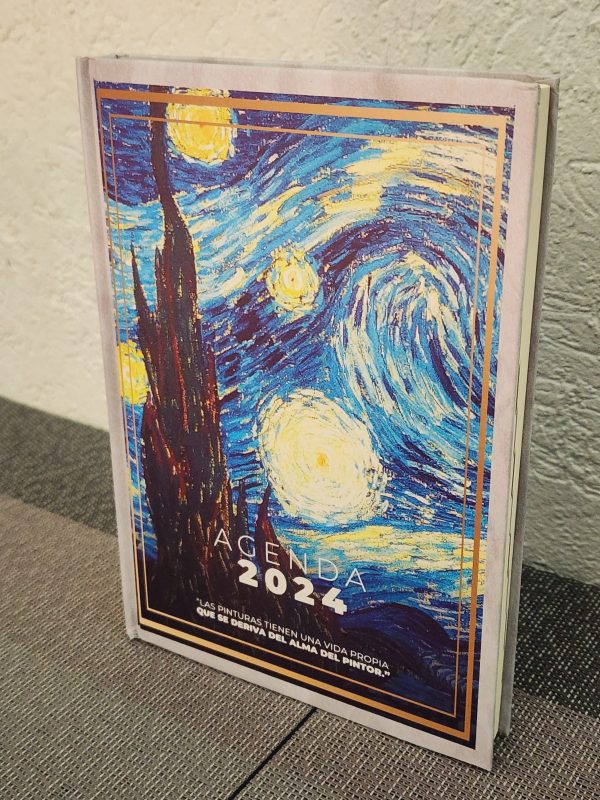 AGENDA
2024
"LAS PINTURAS TIENEN UNA VIDA PROPIA
QUE SE DERIVA DEL ALMA DEL PINTOR."